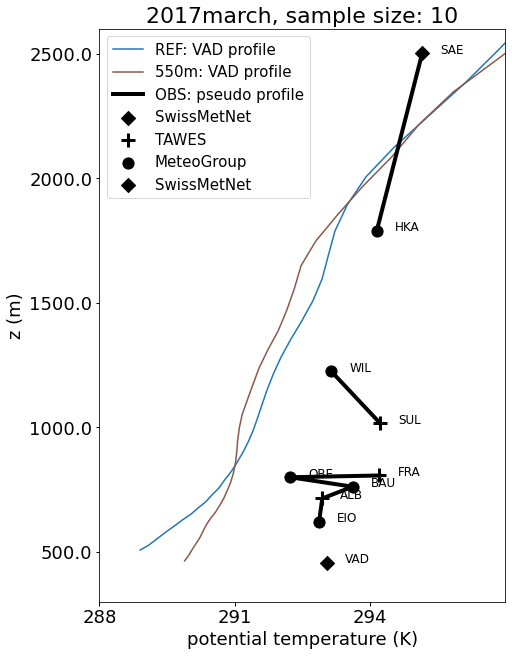 2017march, sample size: 10
REF: VAD profile
550m: VAD profile
OBS: pseudo profile
SwissMetNet
TAWES
MeteoGroup
SwissMetNet
2500.0
2000.0
1500.0
1000.0
500.0
z (m)
SAE
HKA
WIL
SUL
OBE FRA
BAU
ALB
EIO
VAD
288 291 294
potential temperature (K)